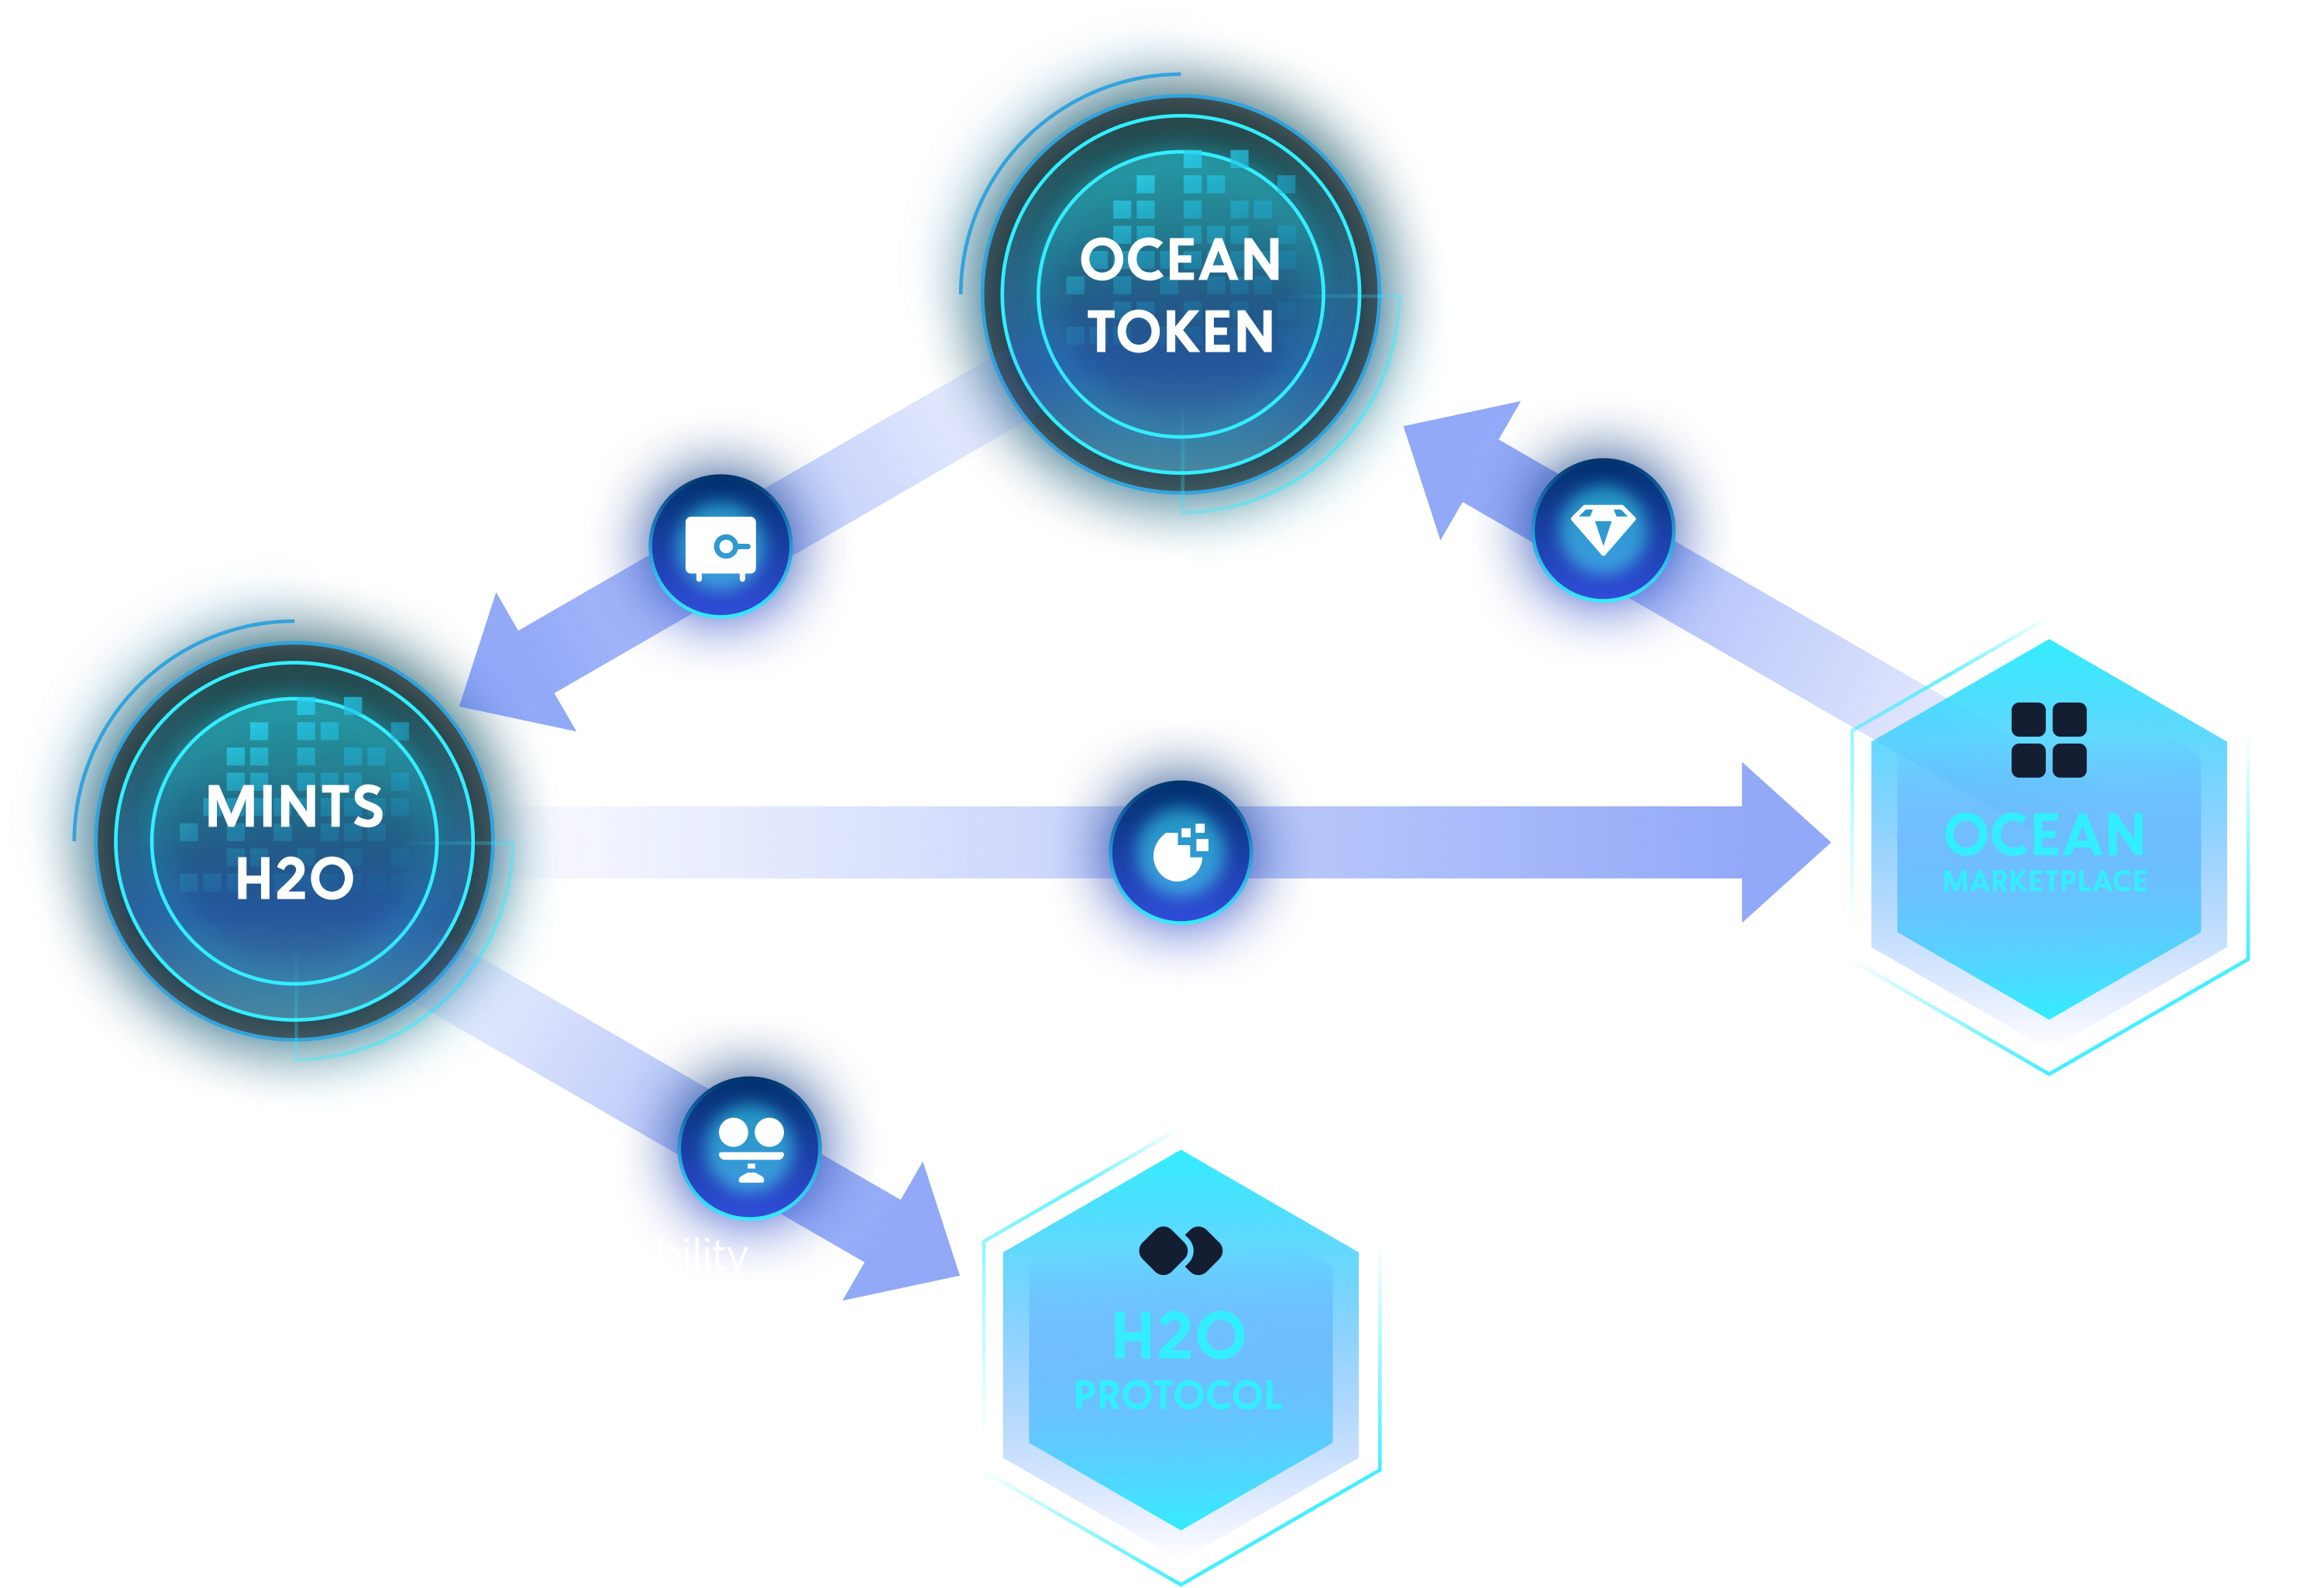 OCEAN
TOKEN
MINTS
H2O
OCEAN
MARKETPLACE
H2O
PROTOCOL